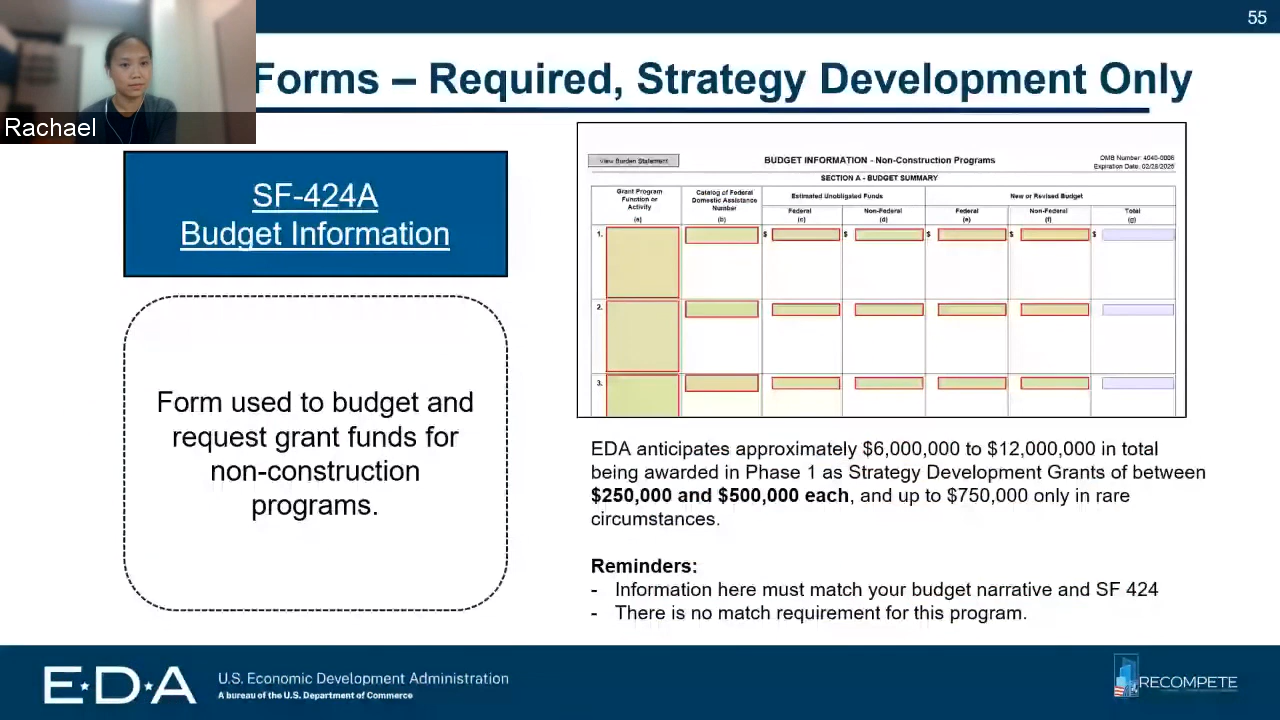 55
Forms – Required, Strategy Development Only
Rachael
SF-424A
Budget Information
Form used to budget and
request grant funds for
non-construction
programs.
View Burden Statement
BUDGET INFORMATION - Non-Construction Programs
OMB Number: 4040-0006
Expiration Date: 02/28/2025
SECTION A - BUDGET SUMMARY
Grant Program
Function or
Activity
(a)
Catalog of Federal
Domestic Assistance
Number
(b)
Estimated Unobligated Funds
New or Revised Budget
Federal
(c)
Non-Federal
(d)
Federal
(e)
Non-Federal
(f)
Total
(g)
1. $ $ $ $ $
2.
3.
EDA anticipates approximately $6,000,000 to $12,000,000 in total
being awarded in Phase 1 as Strategy Development Grants of between
$250,000 and $500,000 each, and up to $750,000 only in rare
circumstances.
Reminders:
- Information here must match your budget narrative and SF 424
- There is no match requirement for this program.
EDA
U.S. Economic Development Administration
A bureau of the U.S. Department of Commerce
RECOMPETE